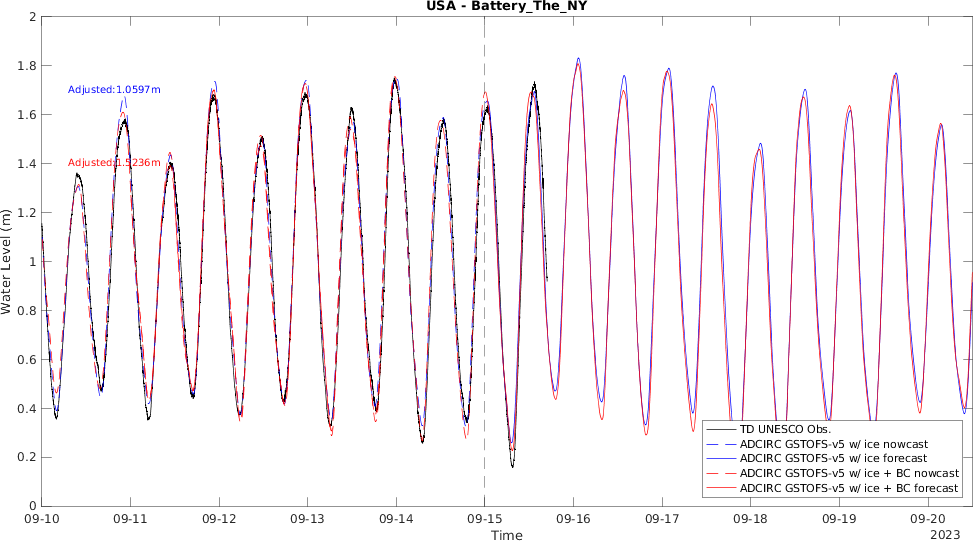 USA - Battery_The_NY
2
1.8
1.6
1.4
1.2
1
0.8
0.6
0.4
0.2
0
Water Level (m)
Adjusted:1.0597m
Adjusted:1.5236m
TD UNESCO Obs.
ADCIRC GSTOFS-v5 w/ ice nowcast
ADCIRC GSTOFS-v5 w/ ice forecast
ADCIRC GSTOFS-v5 w/ ice + BC nowcast
ADCIRC GSTOFS-v5 w/ ice + BC forecast
09-10 09-11 09-12 09-13 09-14 09-15 09-16 09-17 09-18 09-19 09-20
Time
2023